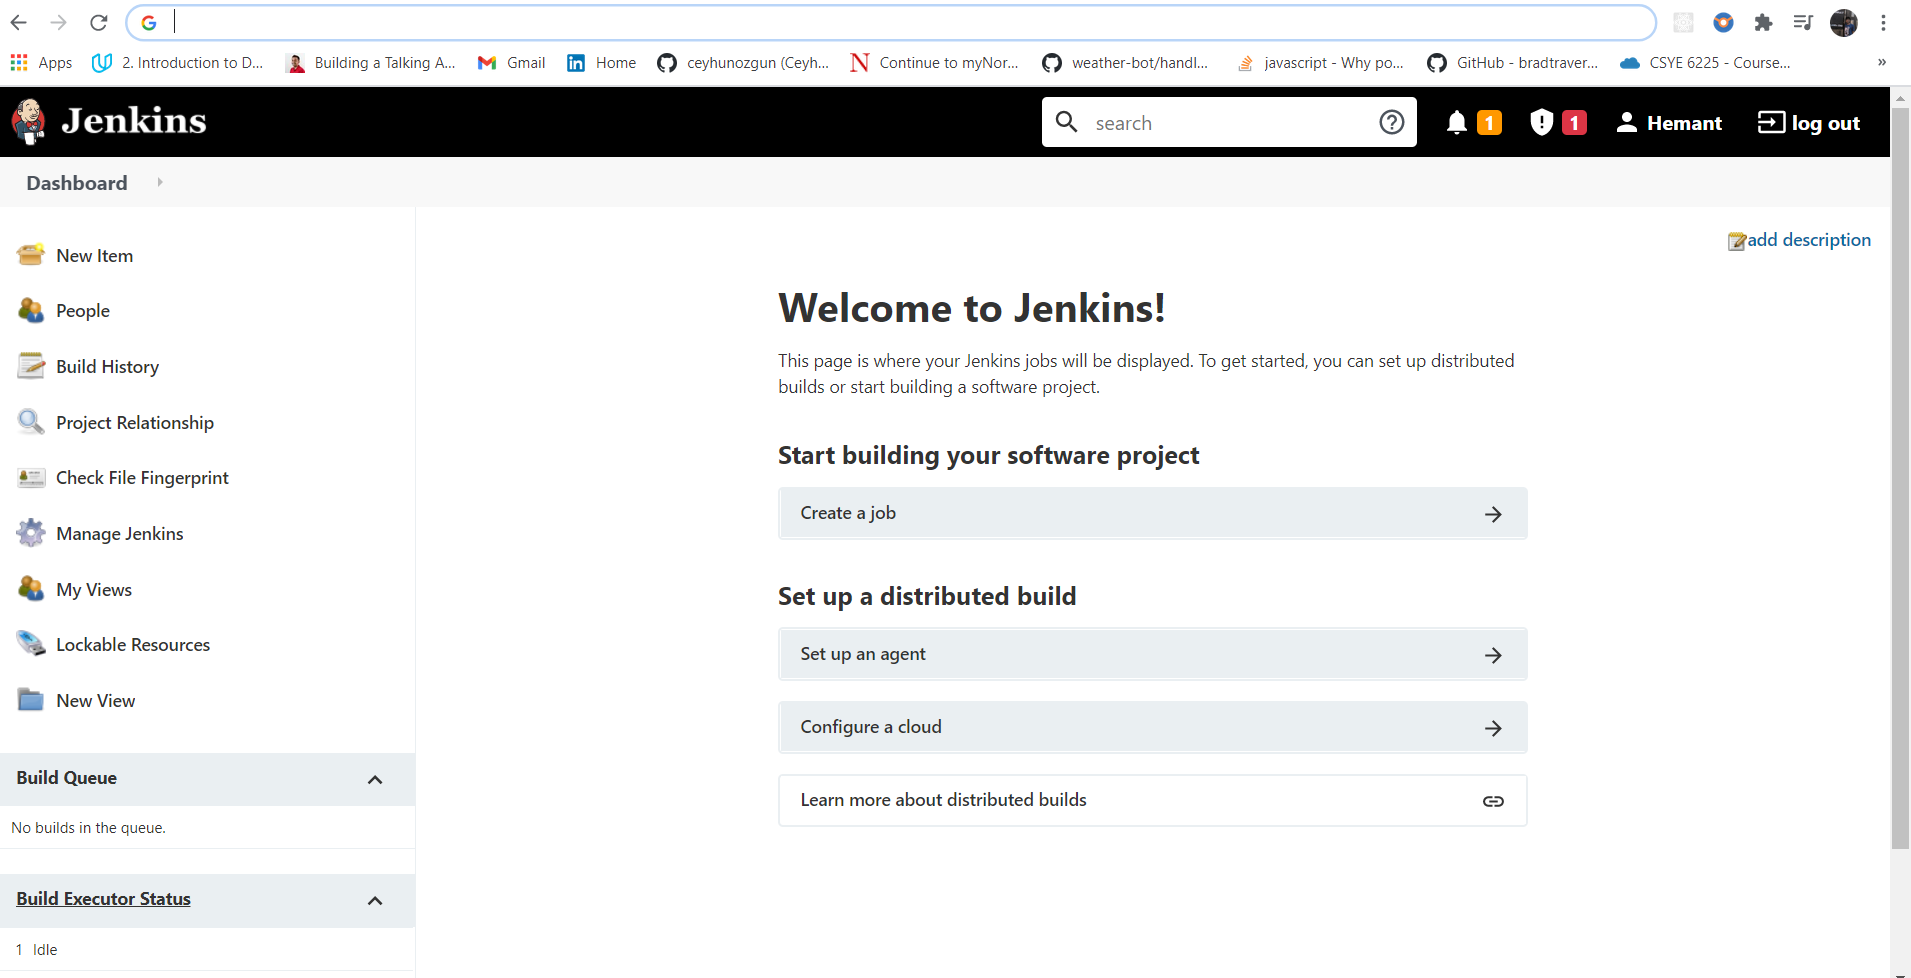 Apps 2. Introduction to D... Building a Talking A... Gmail Home ceyhunozgun (Ceyh... Continue to myNor... weather-bot/handl... javascript - Why po... GitHub - bradtraver... CSYE 6225 - Course... »
Jenkins search 1 1 Hemant log out
Dashboard
add description
New Item
People
Build History
Project Relationship
Check File Fingerprint
Manage Jenkins
My Views
Lockable Resources
New View
Build Queue
No builds in the queue.
Build Executor Status
1 Idle
Welcome to Jenkins!
This page is where your Jenkins jobs will be displayed. To get started, you can set up distributed
builds or start building a software project.
Start building your software project
Create a job
Set up a distributed build
Set up an agent
Configure a cloud
Learn more about distributed builds